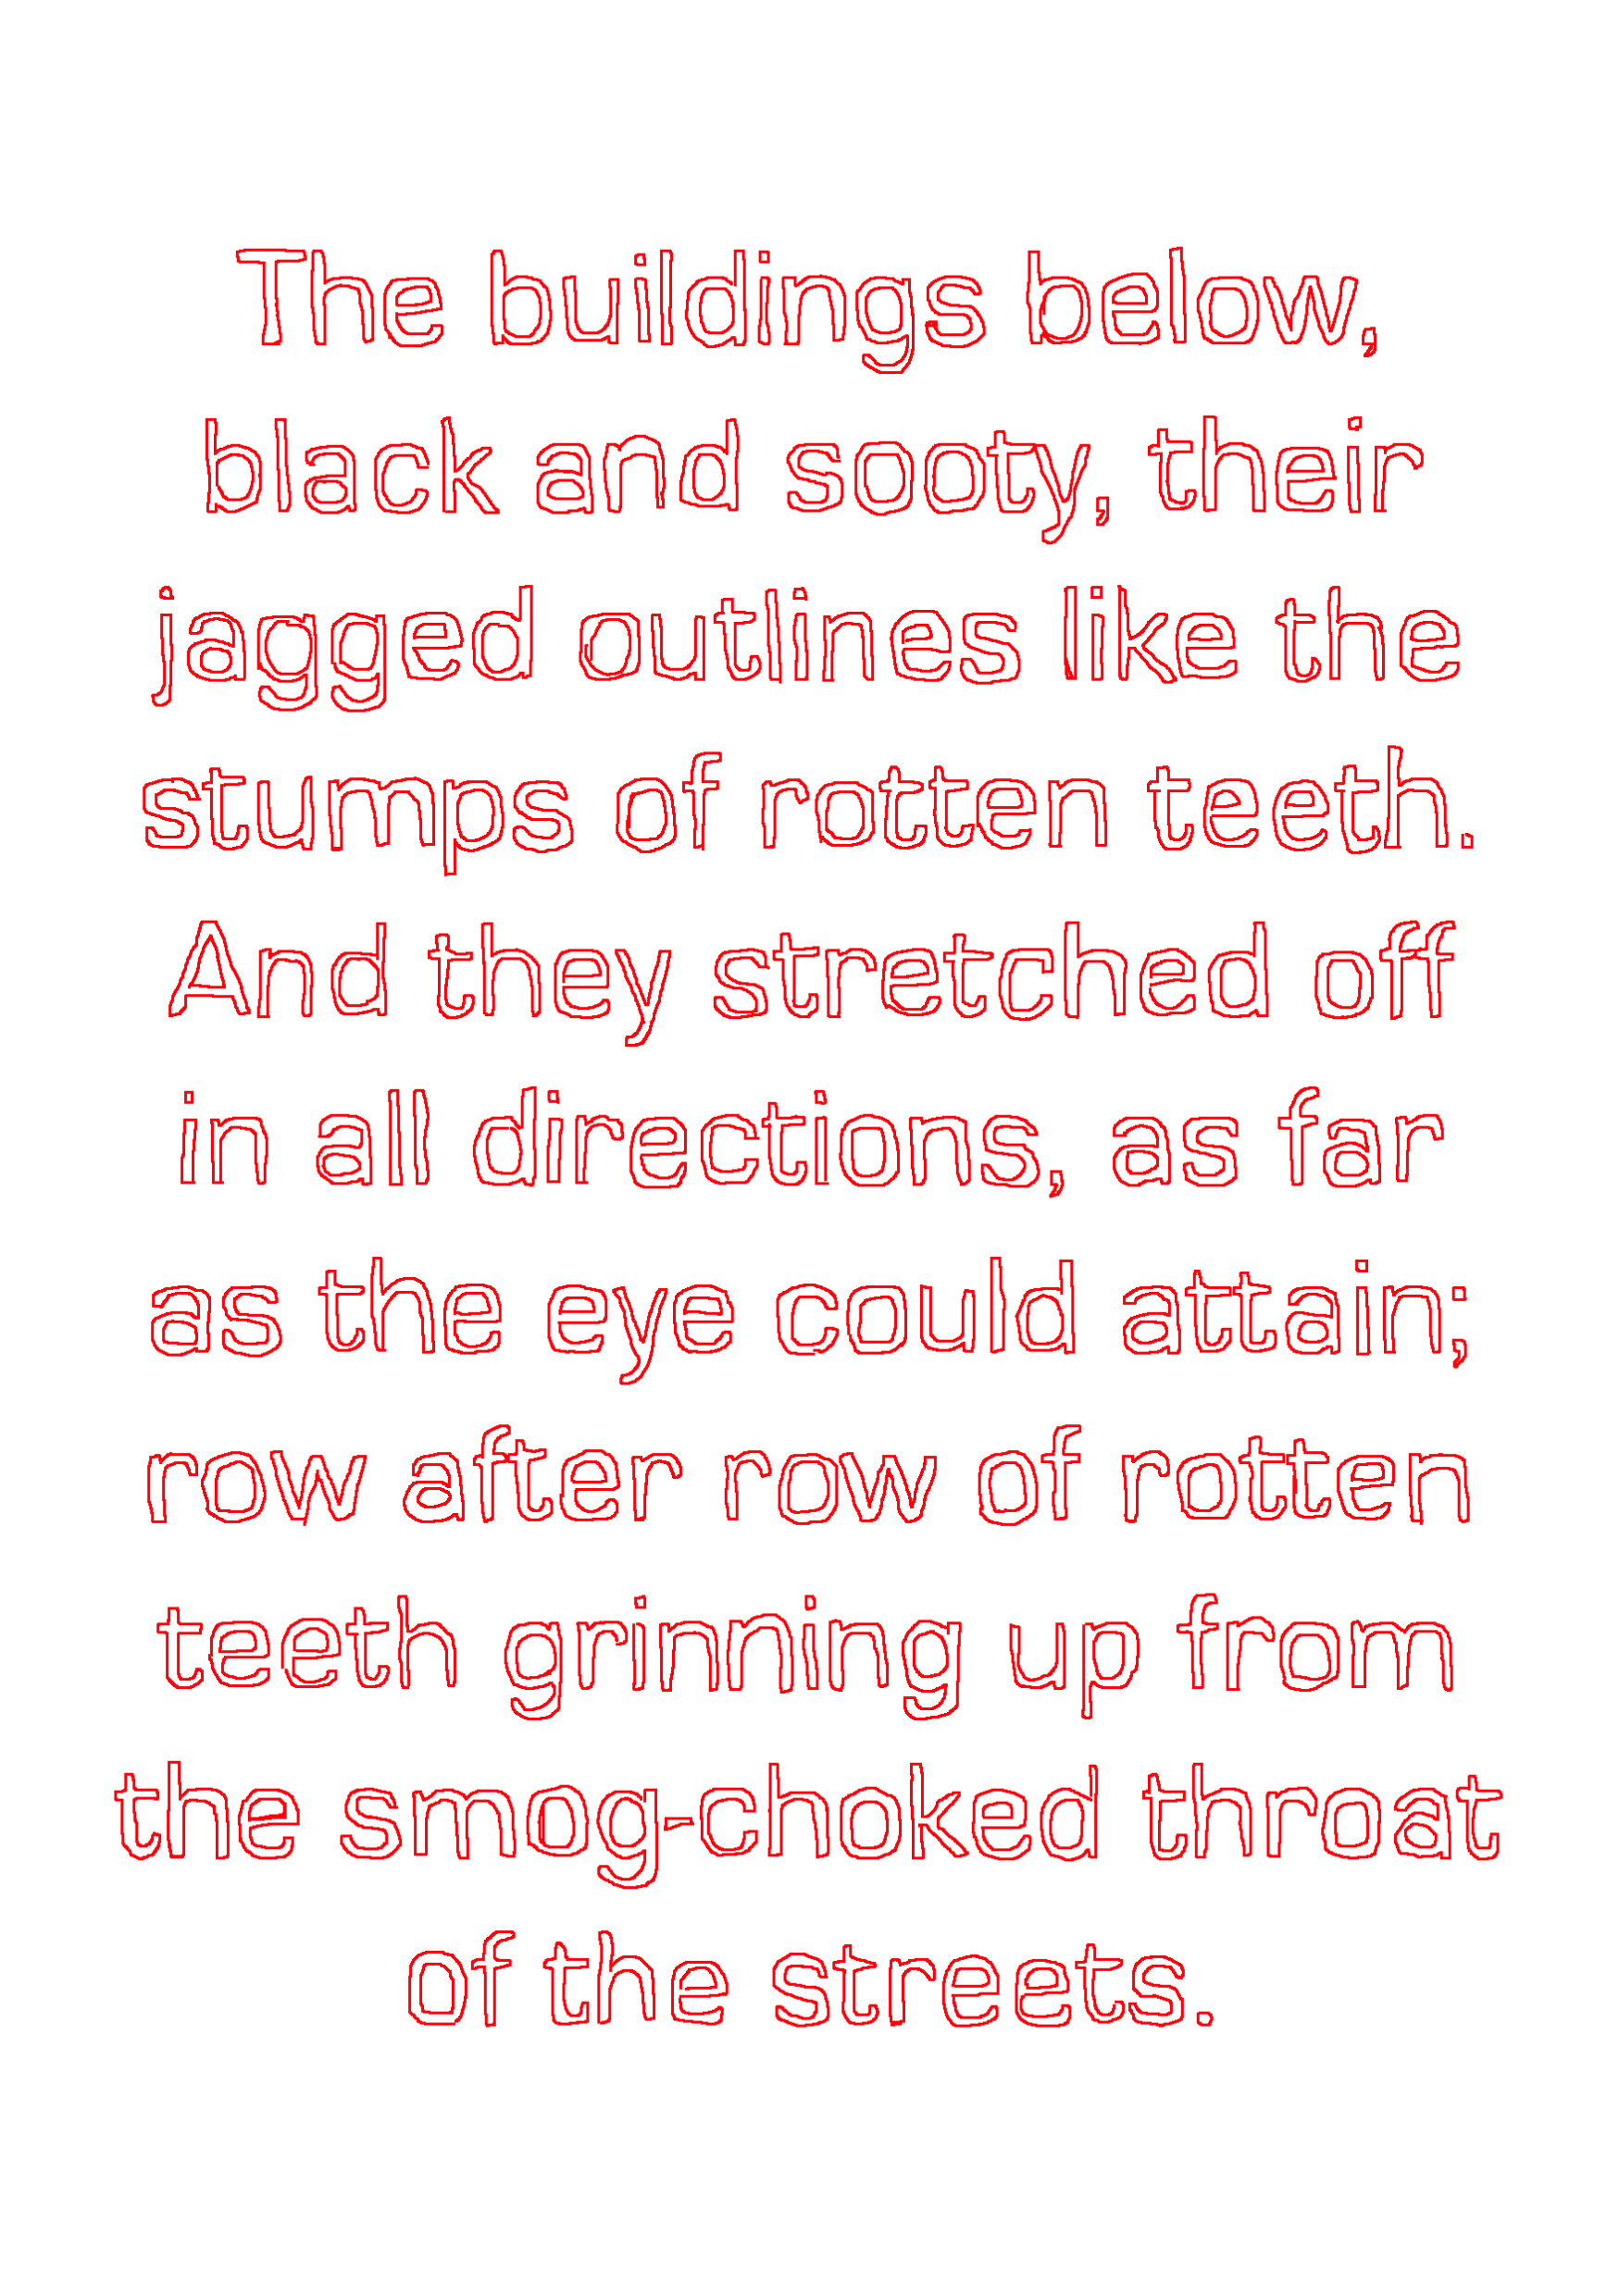 The buildings below,
black and sooty, their
jagged outlines like the
stumps of rotten teeth.
And they stretched off
in all directions, as far
as the eye could attain;
row after row of rotten
teeth grinning up from
the smog-choked throat
of the streets.